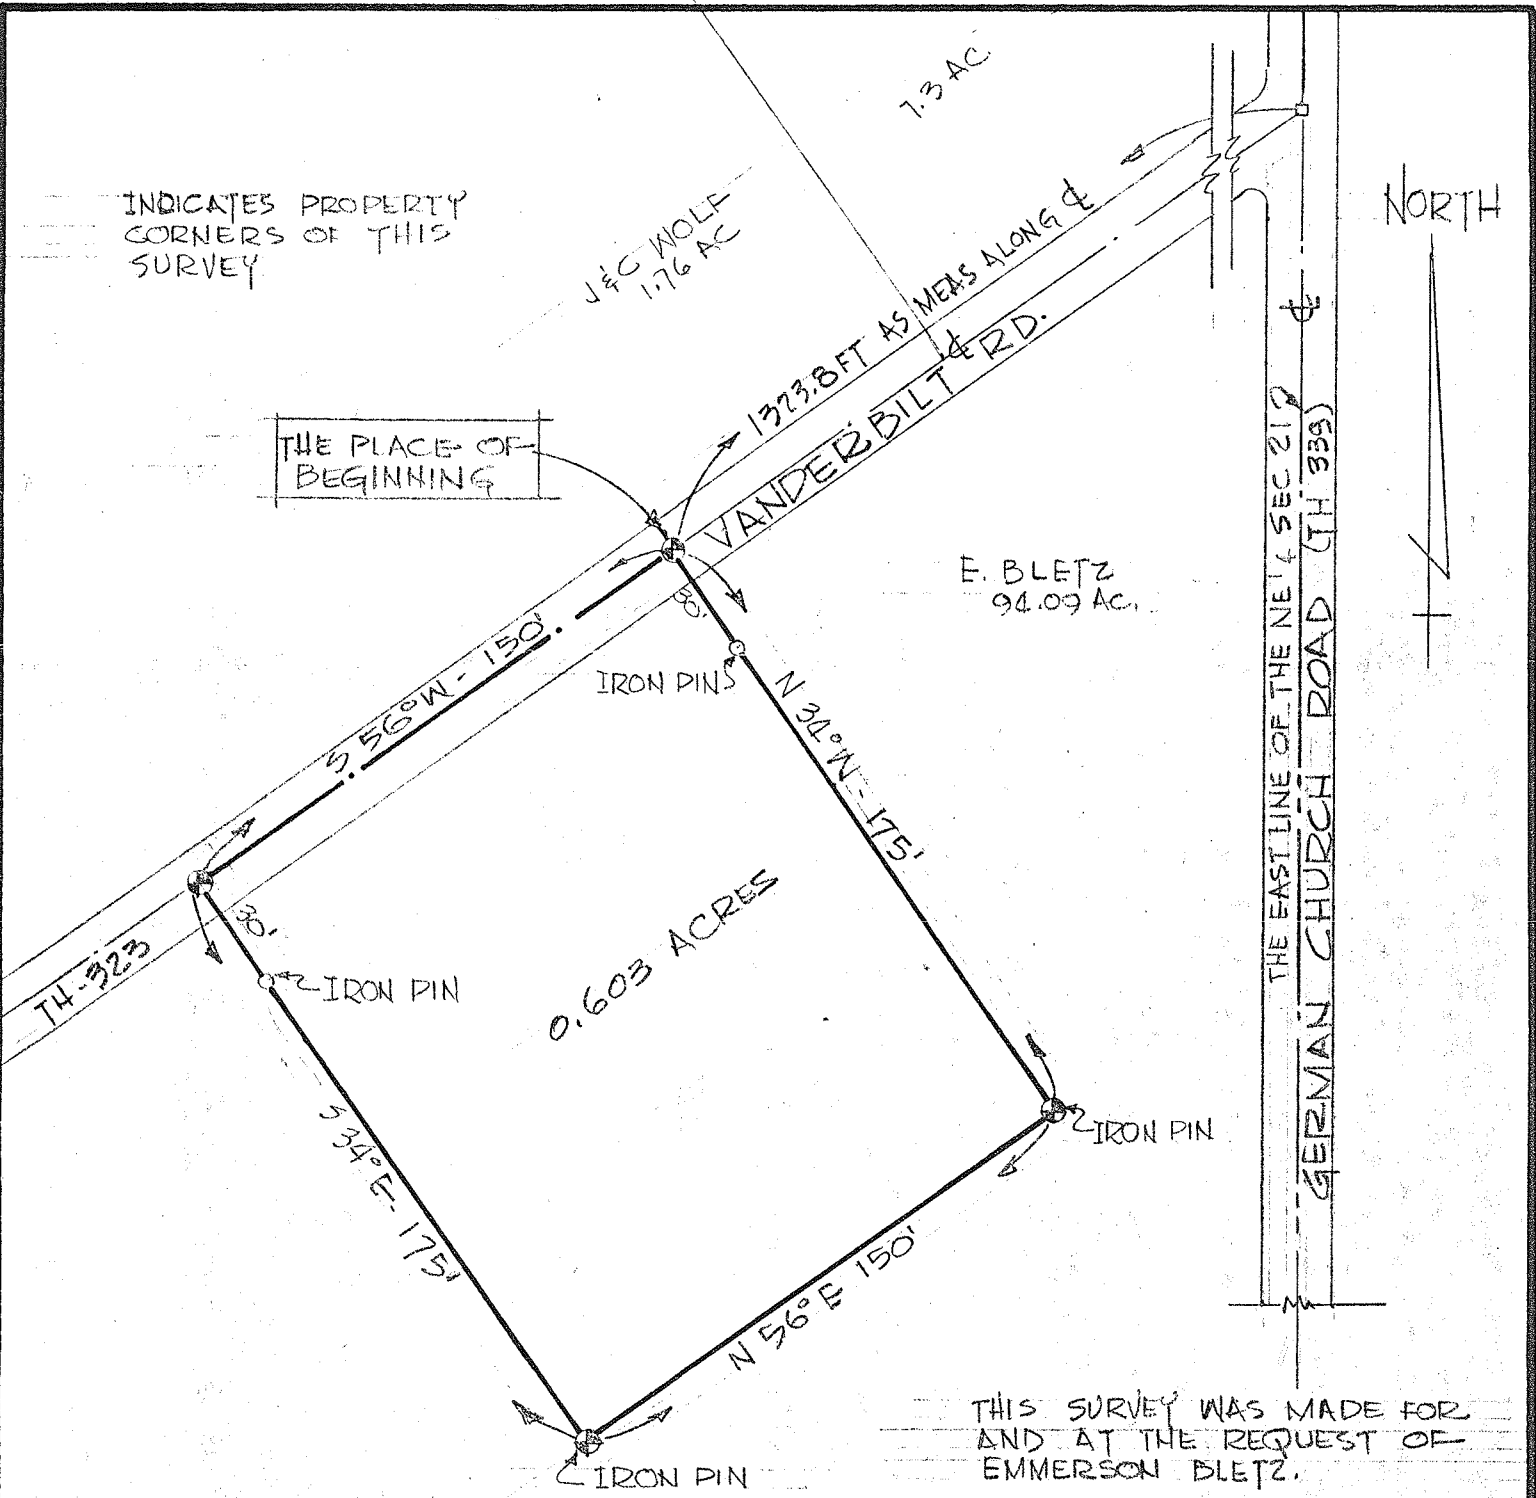 7.3 AC.
NORTH
INDICATES PROPERTY
CORNERS OF THIS
SURVEY
J & C WOLF
1.76 AC
1323.8 FT AS MEAS ALONG ℄
℄
℄
VANDERBILT RD.
THE PLACE OF
BEGINNING
E. BLETZ
94.09 AC.
THE EAST LINE OF THE NE 1/4 SEC 21
GERMAN CHURCH ROAD (TH 339)
S 56°W - 150'
30'
IRON PIN
N 34°W - 175'
TH-323
30'
IRON PIN
0.603 ACRES
S 34°E - 175'
IRON PIN
N 56°E 150'
IRON PIN
THIS SURVEY WAS MADE FOR
AND AT THE REQUEST OF
EMMERSON BLETZ.